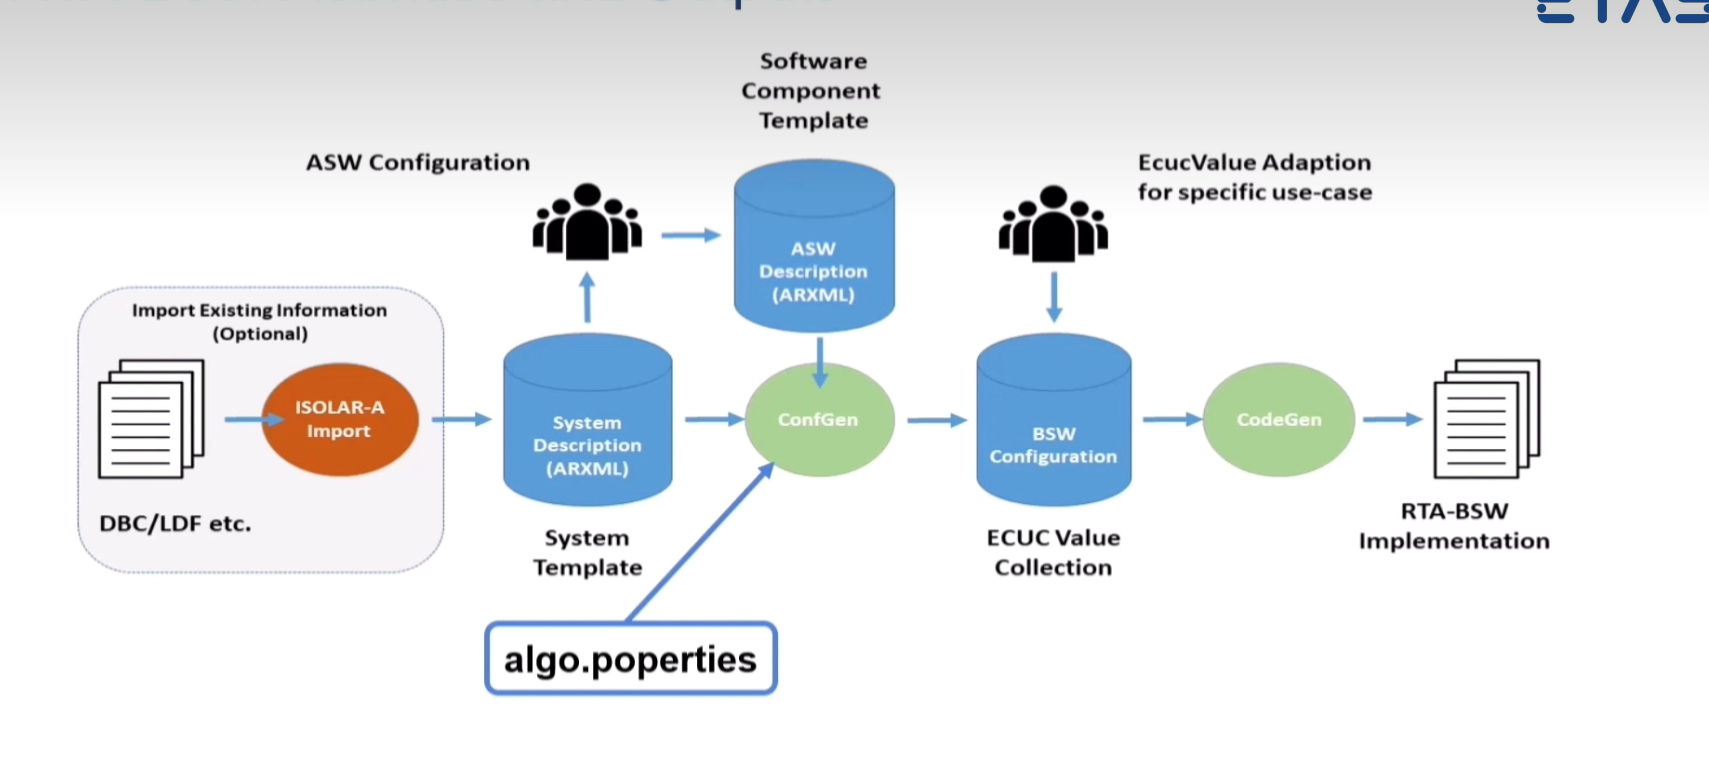 ETAS
Software
Component
Template
ASW Configuration
EcucValue Adaption
for specific use-case
ASW
Description
(ARXML)
Import Existing Information
(Optional)
ISOLAR-A
Import
DBC/LDF etc.
System
Description
(ARXML)
System
Template
ConfGen
BSW
Configuration
ECUC Value
Collection
CodeGen
RTA-BSW
Implementation
algo.poperties